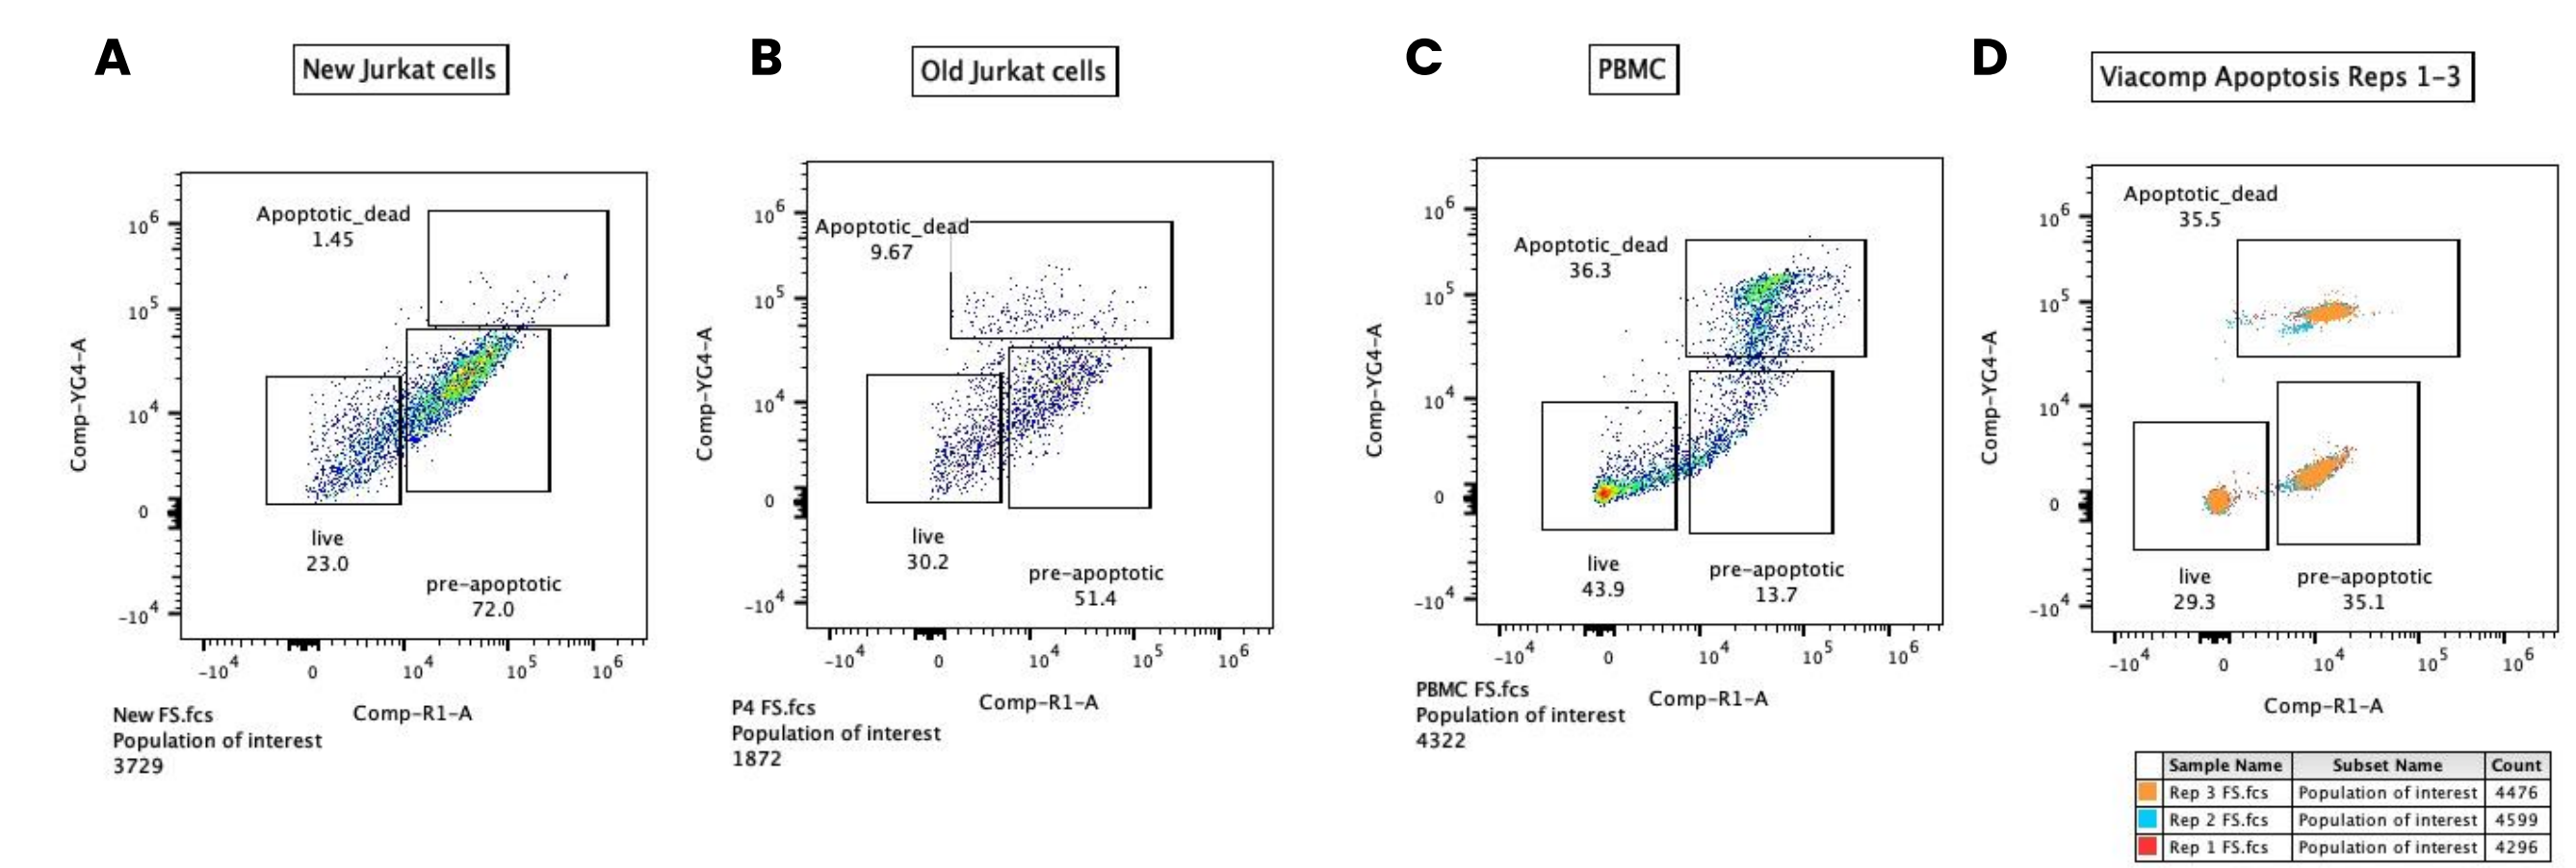 A
New Jurkat cells
Apoptotic_dead
1.45
10^6
10^5
10^4
0
-10^4
Comp-YG4-A
live
23.0
pre-apoptotic
72.0
-10^4 0 10^4 10^5 10^6
Comp-R1-A
New FS.fcs
Population of interest
3729
B
Old Jurkat cells
Apoptotic_dead
9.67
10^6
10^5
10^4
0
-10^4
Comp-YG4-A
live
30.2
pre-apoptotic
51.4
-10^4 0 10^4 10^5 10^6
Comp-R1-A
P4 FS.fcs
Population of interest
1872
C
PBMC
Apoptotic_dead
36.3
10^6
10^5
10^4
0
-10^4
Comp-YG4-A
live
43.9
pre-apoptotic
13.7
-10^4 0 10^4 10^5 10^6
Comp-R1-A
PBMC FS.fcs
Population of interest
4322
D
Viacomp Apoptosis Reps 1-3
Apoptotic_dead
35.5
10^6
10^5
10^4
0
-10^4
Comp-YG4-A
live
29.3
pre-apoptotic
35.1
-10^4 0 10^4 10^5 10^6
Comp-R1-A
Sample Name Subset Name Count
Rep 3 FS.fcs Population of interest 4476
Rep 2 FS.fcs Population of interest 4599
Rep 1 FS.fcs Population of interest 4296